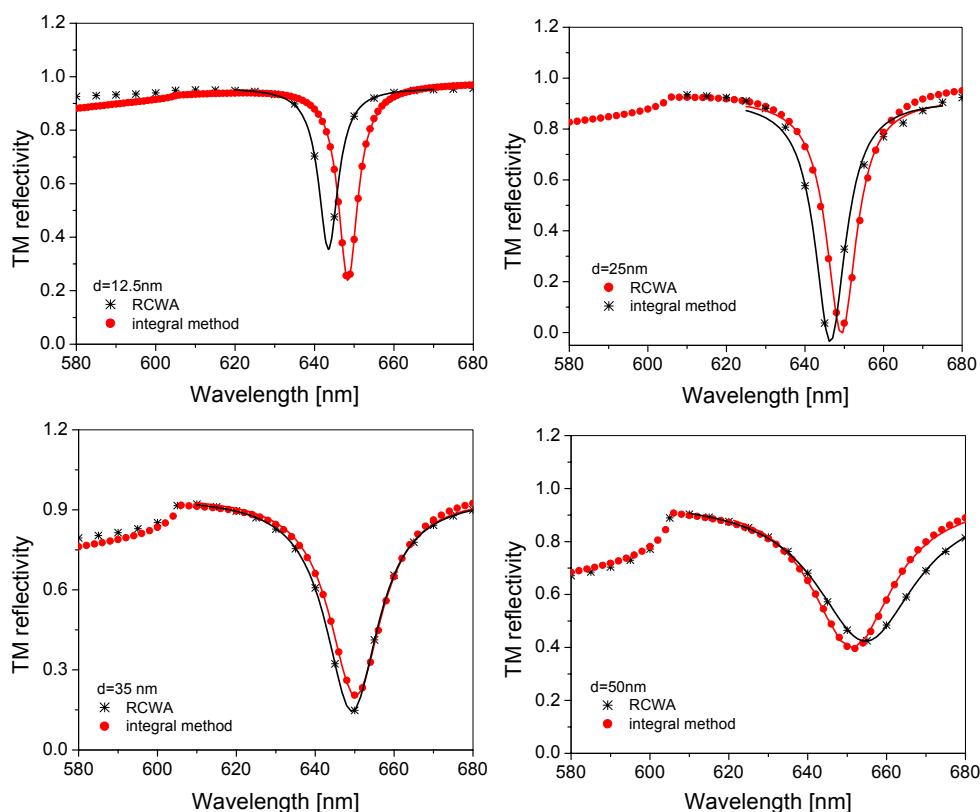 1.2
1.0
0.8
0.6
0.4
0.2
0.0
TM reflectivity
d=12.5nm
RCWA
integral method
580 600 620 640 660 680
Wavelength [nm]
1.2
1.0
0.8
0.6
0.4
0.2
0.0
TM reflectivity
d=25nm
RCWA
integral method
580 600 620 640 660 680
Wavelength [nm]
1.2
0.9
0.6
0.3
0.0
TM reflectivity
d=35 nm
RCWA
integral method
580 600 620 640 660 680
Wavelength [nm]
1.2
1.0
0.8
0.6
0.4
0.2
0.0
TM reflectivity
d=50nm
RCWA
integral method
580 600 620 640 660 680
Wavelength [nm]